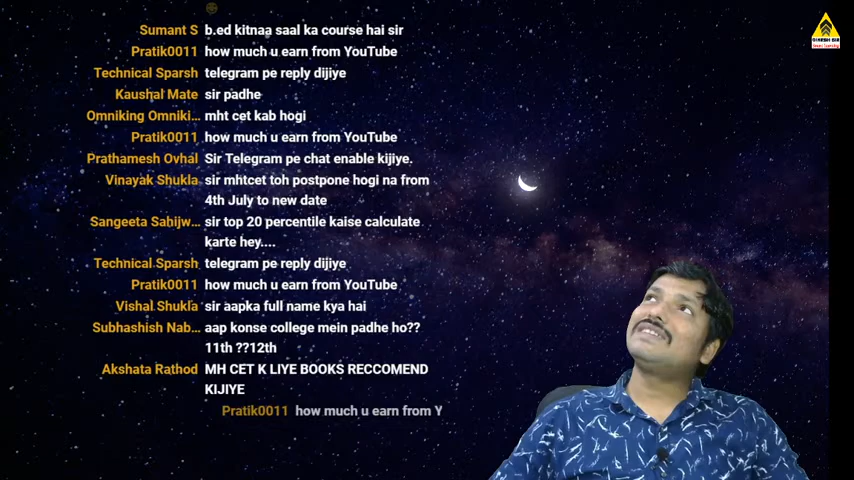 Sumant S b.ed kitnaa saal ka course hai sir
Pratik0011 how much u earn from YouTube
Technical Sparsh telegram pe reply dijiye
Kaushal Mate sir padhe
Omniking Omniki... mht cet kab hogi
Pratik0011 how much u earn from YouTube
Prathamesh Ovhal Sir Telegram pe chat enable kijiye.
Vinayak Shukla sir mhtcet toh postpone hogi na from
4th July to new date
Sangeeta Sabijw... sir top 20 percentile kaise calculate
karte hey....
Technical Sparsh telegram pe reply dijiye
Pratik0011 how much u earn from YouTube
Vishal Shukla sir aapka full name kya hai
Subhashish Nab... aap konse college mein padhe ho??
11th ??12th
Akshata Rathod MH CET K LIYE BOOKS RECCOMEND
KIJIYE
Pratik0011 how much u earn from Y
DINESH SIR
Smart Learning